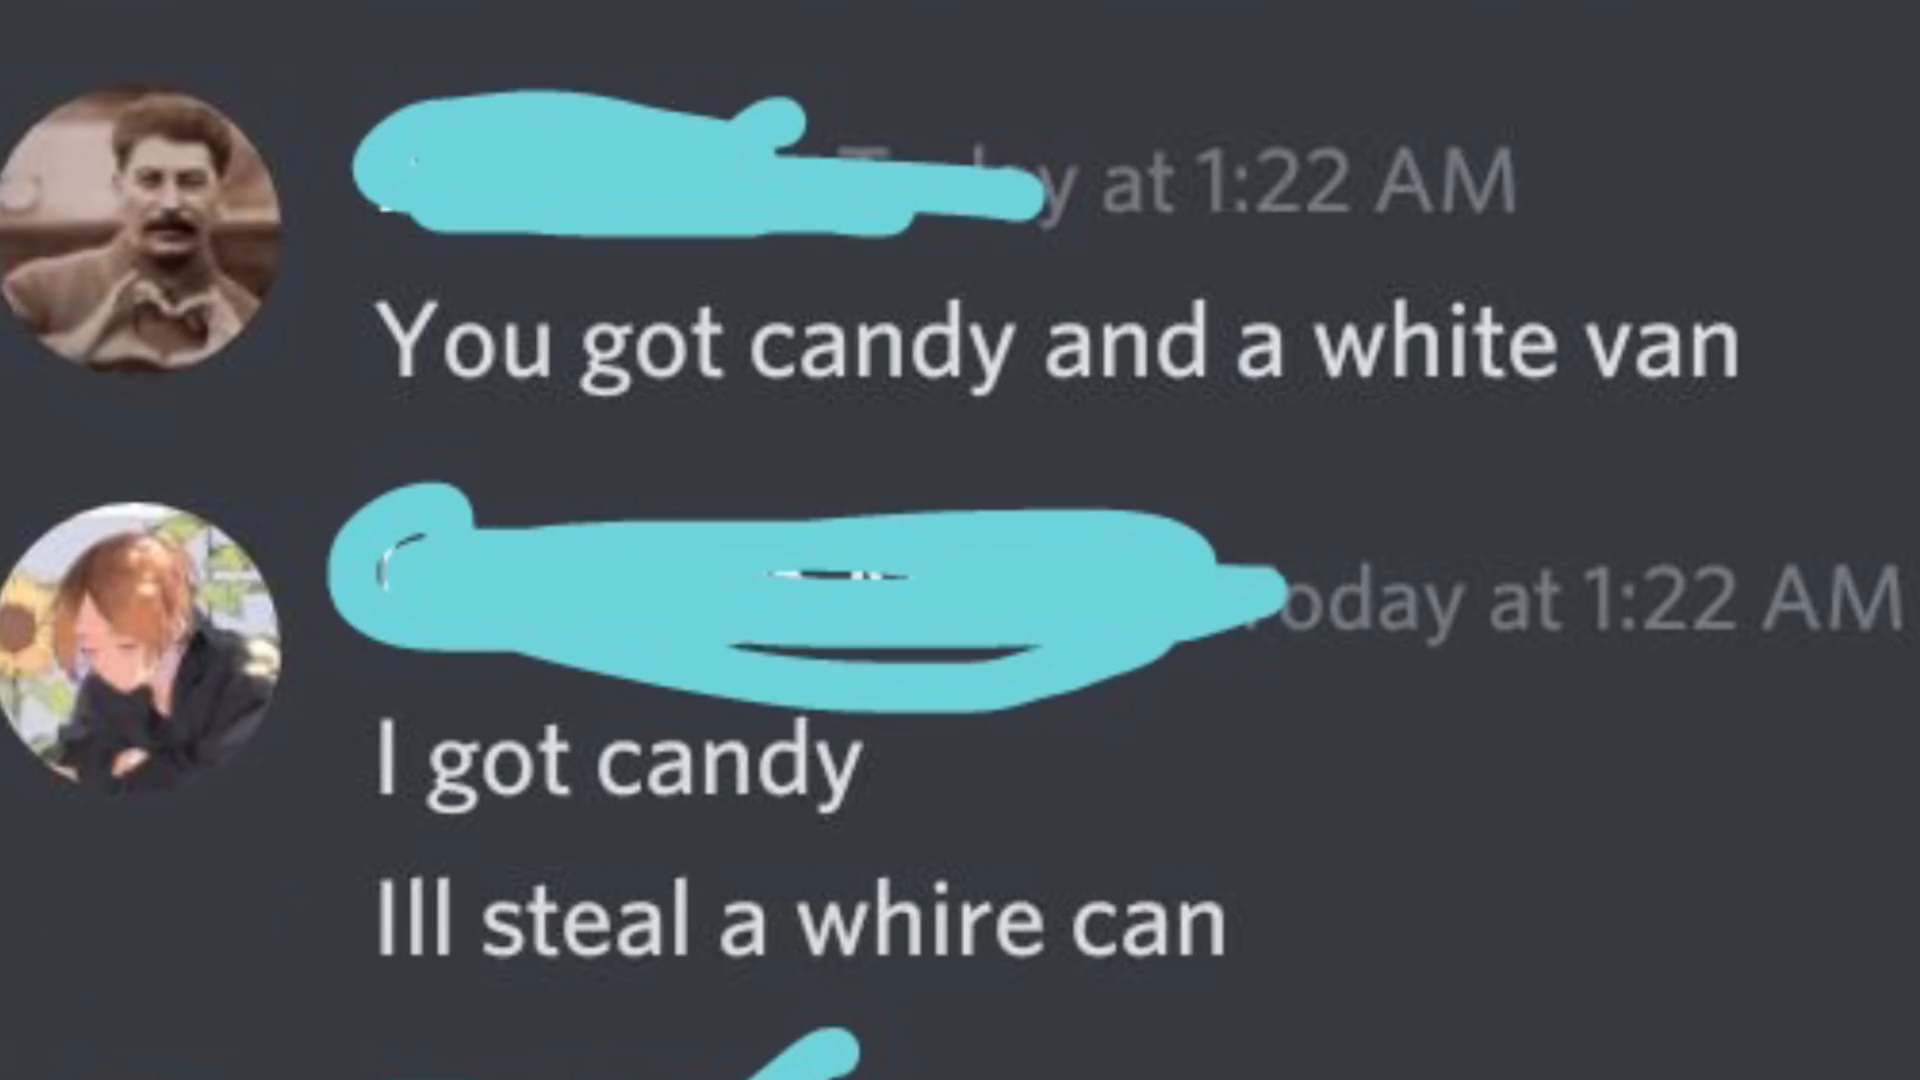 at 1:22 AM
You got candy and a white van
at 1:22 AM
I got candy
Ill steal a whire can